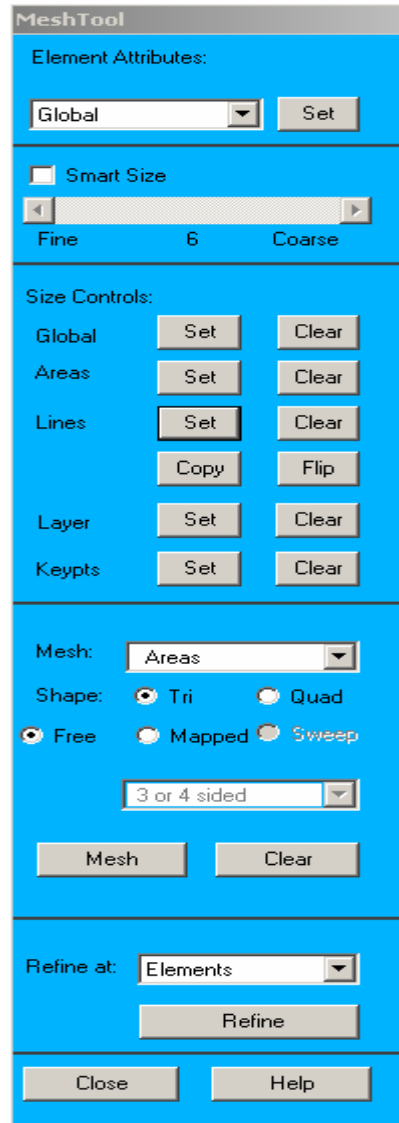 MeshTool
Element Attributes:
Global Set
Smart Size
Fine 6 Coarse
Size Controls:
Global Set Clear
Areas Set Clear
Lines Set Clear
Copy Flip
Layer Set Clear
Keypts Set Clear
Mesh: Areas
Shape: Tri Quad
Free Mapped Sweep
3 or 4 sided
Mesh Clear
Refine at: Elements
Refine
Close Help